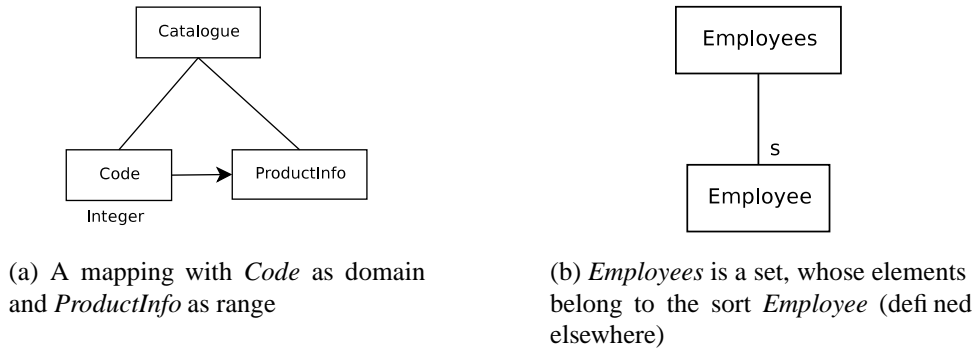 Catalogue
Code
ProductInfo
Integer
(a) A mapping with Code as domain
and ProductInfo as range
Employees
s
Employee
(b) Employees is a set, whose elements
belong to the sort Employee (defined
elsewhere)